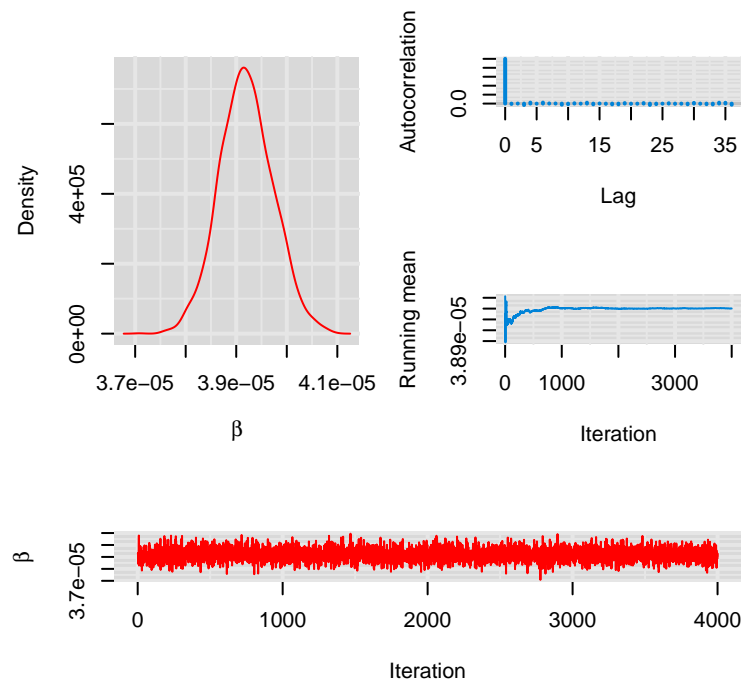 Density
0e+00
4e+05
3.7e−05 3.9e−05 4.1e−05
β
Autocorrelation
0.0
0 5 15 25 35
Lag
Running mean
3.89e−05
0 1000 3000
Iteration
β
3.7e−05
0 1000 2000 3000 4000
Iteration